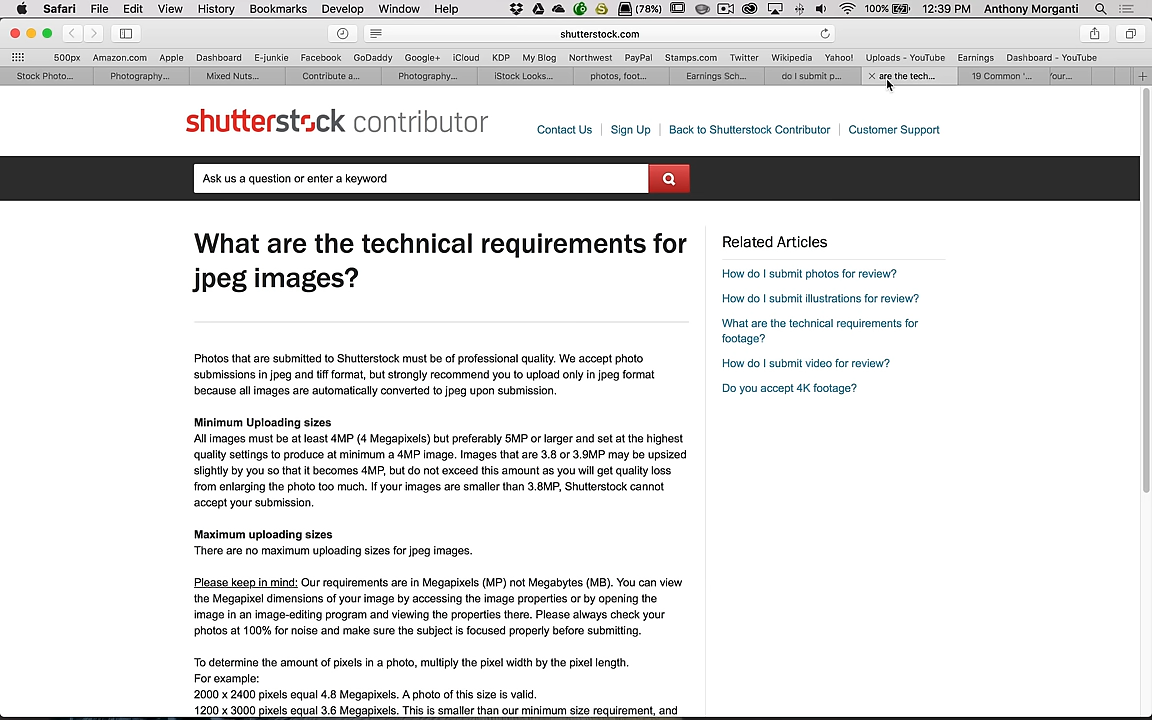 Safari File Edit View History Bookmarks Develop Window Help (78%) 100% 12:39 PM Anthony Morganti
shutterstock.com
500px Amazon.com Apple Dashboard E-junkie Facebook GoDaddy Google+ iCloud KDP My Blog Northwest PayPal Stamps.com Twitter Wikipedia Yahoo! Uploads - YouTube Earnings Dashboard - YouTube
Stock Photo... Photography... Mixed Nuts... Contribute a... Photography... iStock Looks... photos, foot... Earnings Sch... do I submit p... are the tech... 19 Common '... +
shutterstock contributor
Contact Us Sign Up Back to Shutterstock Contributor Customer Support
Ask us a question or enter a keyword
What are the technical requirements for
jpeg images?
Photos that are submitted to Shutterstock must be of professional quality. We accept photo
submissions in jpeg and tiff format, but strongly recommend you to upload only in jpeg format
because all images are automatically converted to jpeg upon submission.
Minimum Uploading sizes
All images must be at least 4MP (4 Megapixels) but preferably 5MP or larger and set at the highest
quality settings to produce at minimum a 4MP image. Images that are 3.8 or 3.9MP may be upsized
slightly by you so that it becomes 4MP, but do not exceed this amount as you will get quality loss
from enlarging the photo too much. If your images are smaller than 3.8MP, Shutterstock cannot
accept your submission.
Maximum uploading sizes
There are no maximum uploading sizes for jpeg images.
Please keep in mind: Our requirements are in Megapixels (MP) not Megabytes (MB). You can view
the Megapixel dimensions of your image by accessing the image properties or by opening the
image in an image-editing program and viewing the properties there. Please always check your
photos at 100% for noise and make sure the subject is focused properly before submitting.
To determine the amount of pixels in a photo, multiply the pixel width by the pixel length.
For example:
2000 x 2400 pixels equal 4.8 Megapixels. A photo of this size is valid.
1200 x 3000 pixels equal 3.6 Megapixels. This is smaller than our minimum size requirement, and
Related Articles
How do I submit photos for review?
How do I submit illustrations for review?
What are the technical requirements for
footage?
How do I submit video for review?
Do you accept 4K footage?